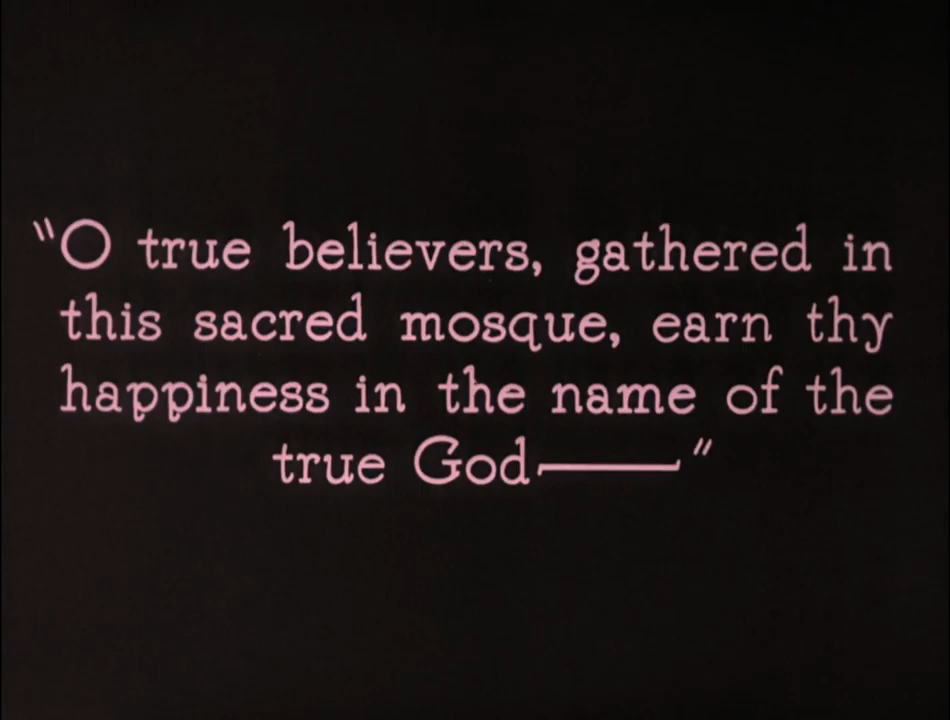 "O true believers, gathered in
this sacred mosque, earn thy
happiness in the name of the
true God——"